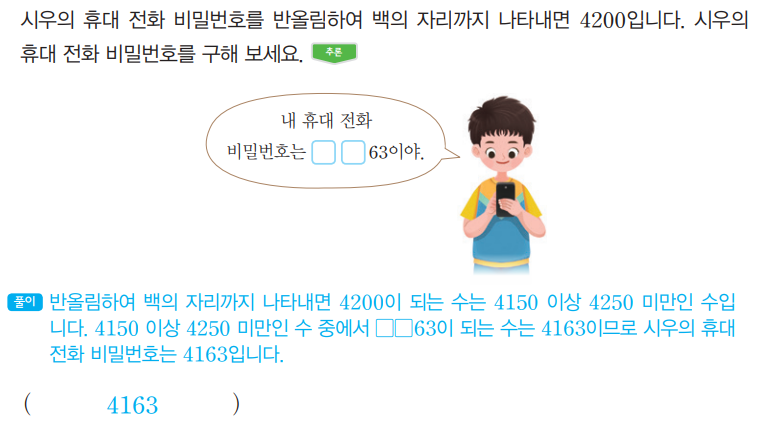 시우의 휴대 전화 비밀번호를 반올림하여 백의 자리까지 나타내면 4200입니다. 시우의
휴대 전화 비밀번호를 구해 보세요. 추론
내 휴대 전화
비밀번호는 □ □ 63이야.
풀이 반올림하여 백의 자리까지 나타내면 4200이 되는 수는 4150 이상 4250 미만인 수입
니다. 4150 이상 4250 미만인 수 중에서 □□63이 되는 수는 4163이므로 시우의 휴대
전화 비밀번호는 4163입니다.
( 4163 )